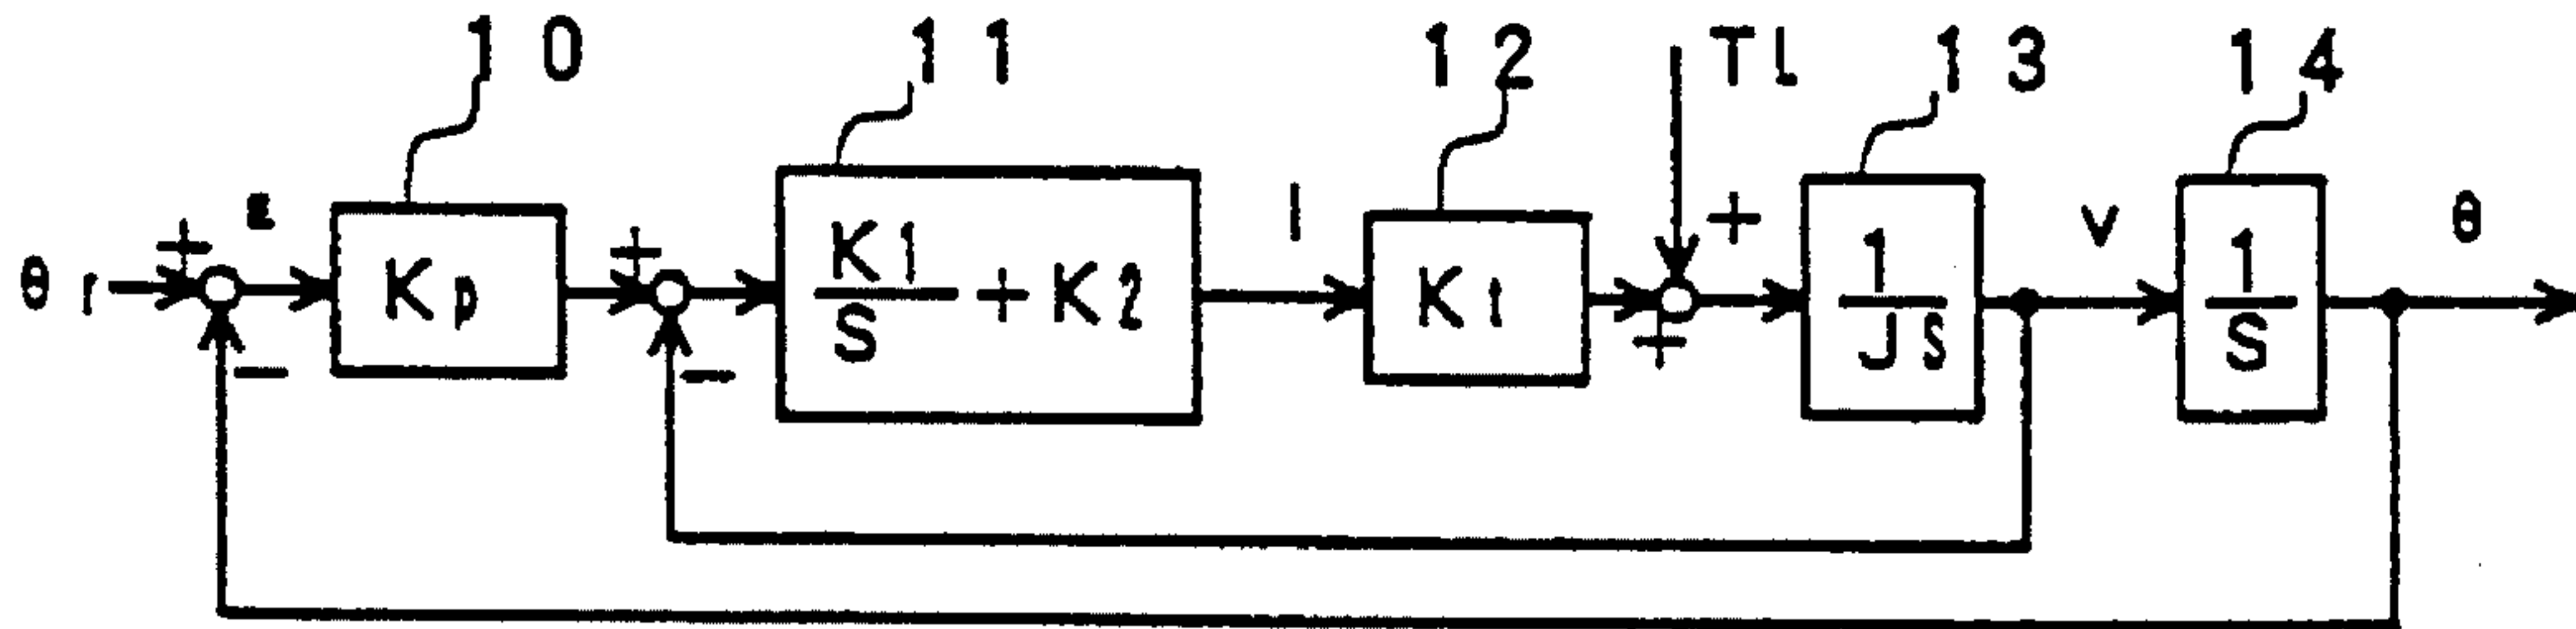 10
11
12
TL
13
14
θr
+
ε
-
Kp
+
-
K1/S + K2
I
Kt
+
+
1/JS
v
1/S
θ